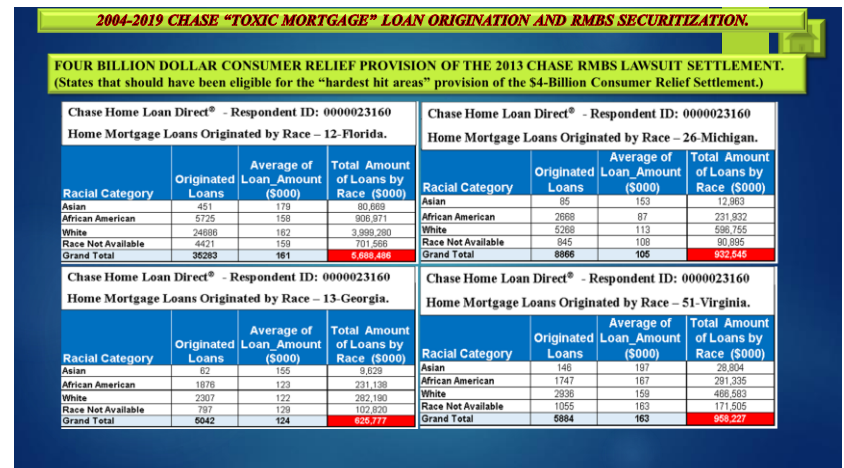 2004-2019 CHASE “TOXIC MORTGAGE” LOAN ORIGINATION AND RMBS SECURITIZATION.
FOUR BILLION DOLLAR CONSUMER RELIEF PROVISION OF THE 2013 CHASE RMBS LAWSUIT SETTLEMENT.
(States that should have been eligible for the “hardest hit areas” provision of the $4-Billion Consumer Relief Settlement.)
Chase Home Loan Direct® - Respondent ID: 0000023160
Home Mortgage Loans Originated by Race – 12-Florida.
Racial Category Originated Loans Average of Loan_Amount ($000) Total Amount of Loans by Race ($000)
Asian 451 179 80,669
African American 5725 158 906,971
White 24686 162 3,999,280
Race Not Available 4421 159 701,566
Grand Total 35283 161 5,688,486
Chase Home Loan Direct® - Respondent ID: 0000023160
Home Mortgage Loans Originated by Race – 26-Michigan.
Racial Category Originated Loans Average of Loan_Amount ($000) Total Amount of Loans by Race ($000)
Asian 85 153 12,963
African American 2668 87 231,932
White 5268 113 596,755
Race Not Available 845 108 90,895
Grand Total 8866 105 932,545
Chase Home Loan Direct® - Respondent ID: 0000023160
Home Mortgage Loans Originated by Race – 13-Georgia.
Racial Category Originated Loans Average of Loan_Amount ($000) Total Amount of Loans by Race ($000)
Asian 62 155 9,629
African American 1876 123 231,138
White 2307 122 282,190
Race Not Available 797 129 102,820
Grand Total 5042 124 625,777
Chase Home Loan Direct® - Respondent ID: 0000023160
Home Mortgage Loans Originated by Race – 51-Virginia.
Racial Category Originated Loans Average of Loan_Amount ($000) Total Amount of Loans by Race ($000)
Asian 146 197 28,804
African American 1747 167 291,335
White 2936 159 466,583
Race Not Available 1055 163 171,505
Grand Total 5884 163 958,227